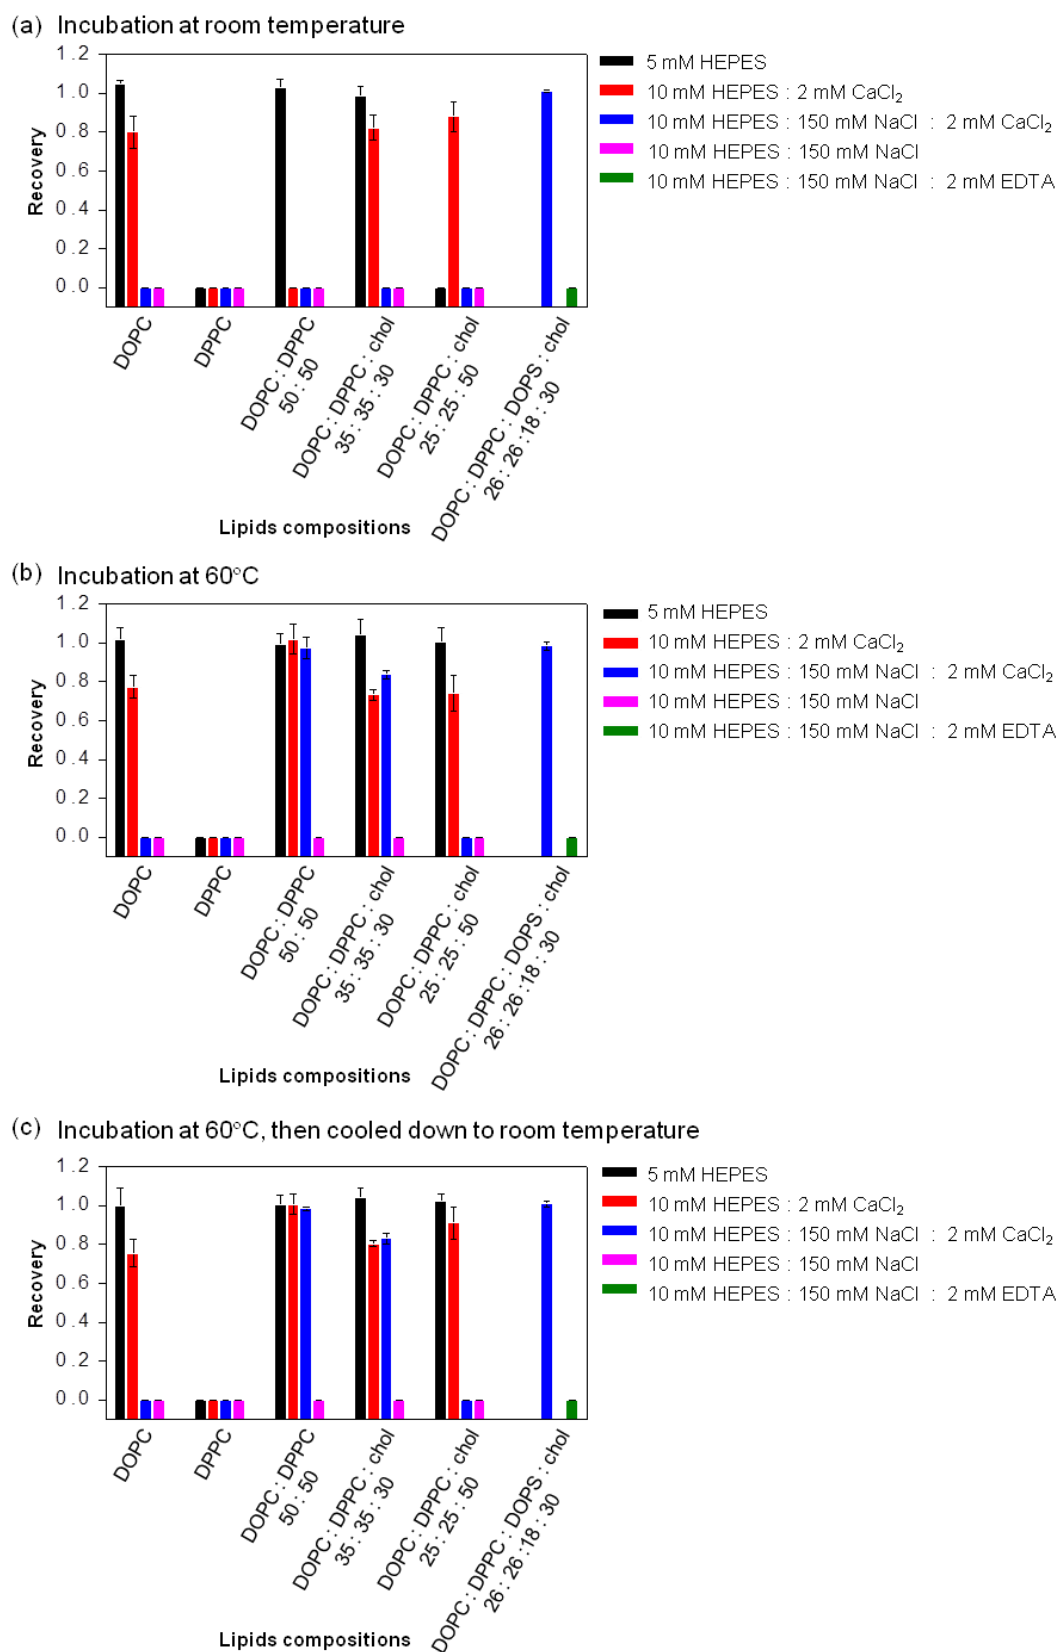 (a) Incubation at room temperature
1.2
1.0
0.8
0.6
0.4
0.2
0.0
Recovery
5 mM HEPES
10 mM HEPES : 2 mM CaCl₂
10 mM HEPES : 150 mM NaCl : 2 mM CaCl₂
10 mM HEPES : 150 mM NaCl
10 mM HEPES : 150 mM NaCl : 2 mM EDTA
DOPC
DPPC
DOPC : DPPC
50 : 50
DOPC : DPPC : chol
35 : 35 : 30
DOPC : DPPC : chol
25 : 25 : 50
DOPC : DPPC : DOPS : chol
26 : 26 :18 : 30
Lipids compositions
(b) Incubation at 60°C
1.2
1.0
0.8
0.6
0.4
0.2
0.0
Recovery
5 mM HEPES
10 mM HEPES : 2 mM CaCl₂
10 mM HEPES : 150 mM NaCl : 2 mM CaCl₂
10 mM HEPES : 150 mM NaCl
10 mM HEPES : 150 mM NaCl : 2 mM EDTA
DOPC
DPPC
DOPC : DPPC
50 : 50
DOPC : DPPC : chol
35 : 35 : 30
DOPC : DPPC : chol
25 : 25 : 50
DOPC : DPPC : DOPS : chol
26 : 26 :18 : 30
Lipids compositions
(c) Incubation at 60°C, then cooled down to room temperature
1.2
1.0
0.8
0.6
0.4
0.2
0.0
Recovery
5 mM HEPES
10 mM HEPES : 2 mM CaCl₂
10 mM HEPES : 150 mM NaCl : 2 mM CaCl₂
10 mM HEPES : 150 mM NaCl
10 mM HEPES : 150 mM NaCl : 2 mM EDTA
DOPC
DPPC
DOPC : DPPC
50 : 50
DOPC : DPPC : chol
35 : 35 : 30
DOPC : DPPC : chol
25 : 25 : 50
DOPC : DPPC : DOPS : chol
26 : 26 :18 : 30
Lipids compositions